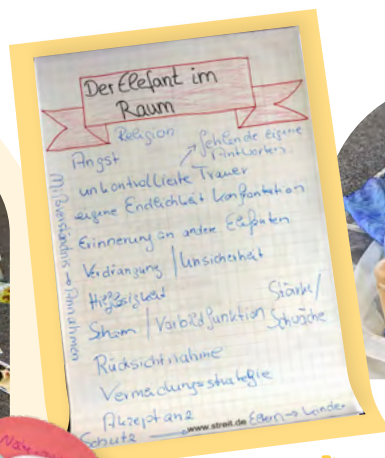 Der Elefant im
Raum
Religion
fehlende eigene
Antworten
Angst
unkontrollierte Trauer
eigene Endlichkeit Konfrontation
Erinnerung an andere Elefanten
Verdrängung / Unsicherheit
Stärke /
Scham / Vorbildfunktion Schwäche
Rücksichtnahme
Vermeidungsstrategie
Akzeptanz
Schutz
Eltern → Kinder
www.streit.de
Missverständnis → Annahmen